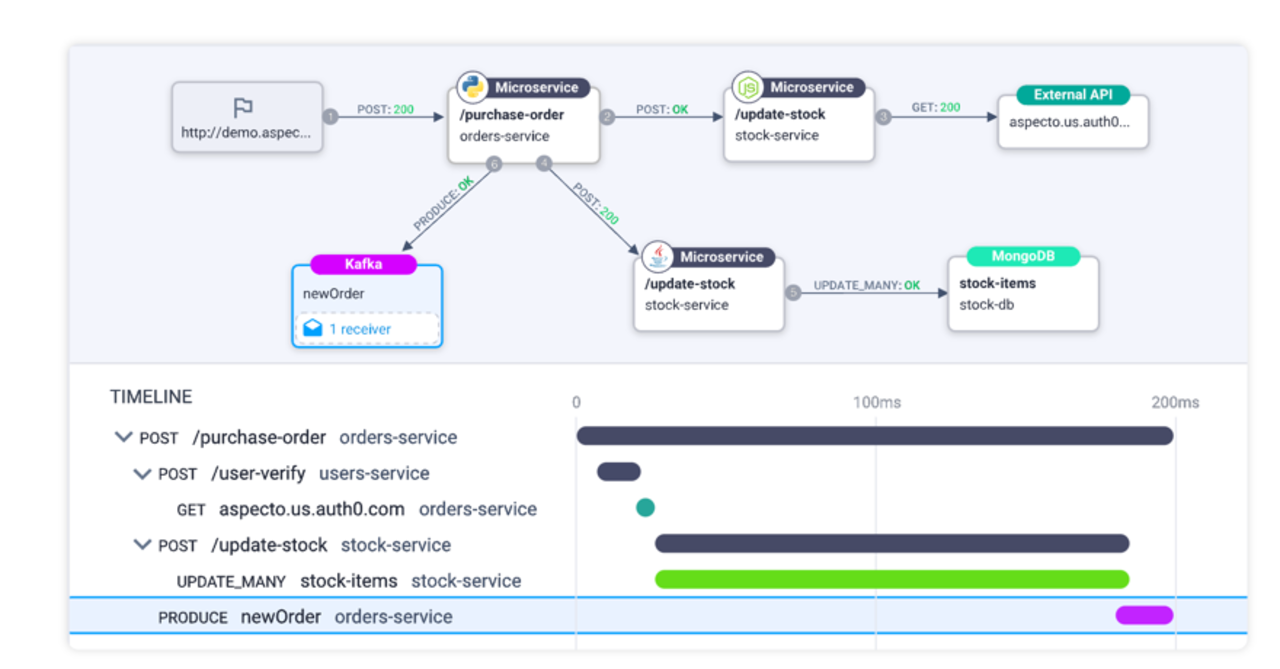 Microservice
Microservice
External API
http://demo.aspec...
1
POST: 200
/purchase-order
orders-service
2
POST: OK
JS
/update-stock
stock-service
3
GET: 200
aspecto.us.auth0...
6
4
PRODUCE: OK
POST: 200
Kafka
newOrder
1 receiver
Microservice
/update-stock
stock-service
5
UPDATE_MANY: OK
MongoDB
stock-items
stock-db
TIMELINE
0
100ms
200ms
POST /purchase-order orders-service
POST /user-verify users-service
GET aspecto.us.auth0.com orders-service
POST /update-stock stock-service
UPDATE_MANY stock-items stock-service
PRODUCE newOrder orders-service